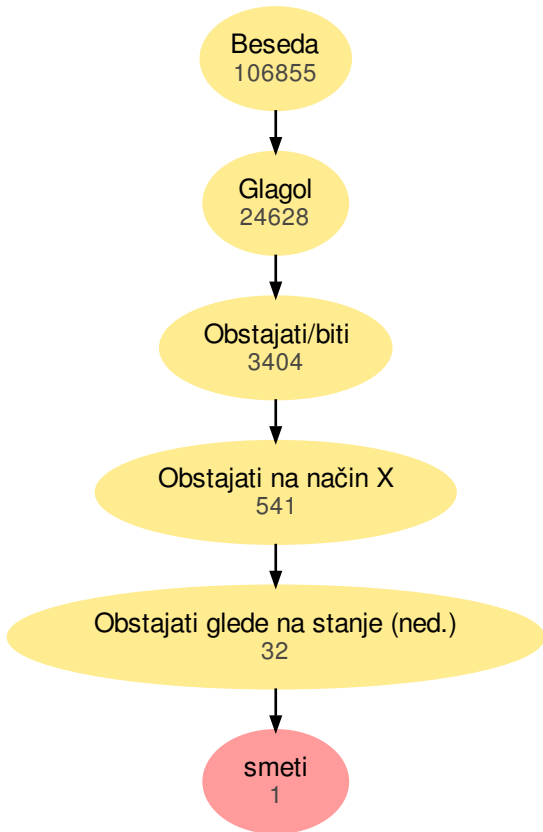 Beseda
106855
Glagol
24628
Obstajati/biti
3404
Obstajati na način X
541
Obstajati glede na stanje (ned.)
32
smeti
1